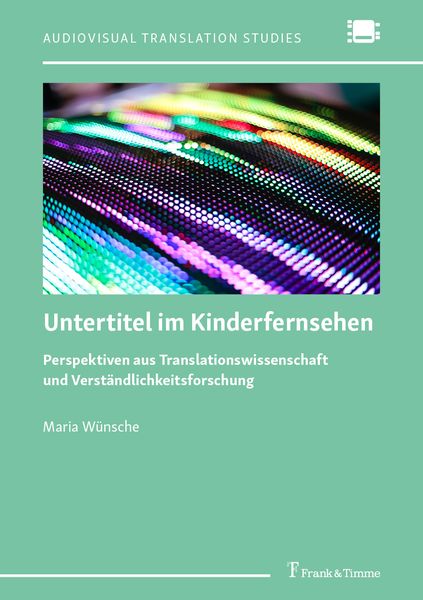 AUDIOVISUAL TRANSLATION STUDIES
Untertitel im Kinderfernsehen
Perspektiven aus Translationswissenschaft
und Verständlichkeitsforschung
Maria Wünsche
Frank & Timme